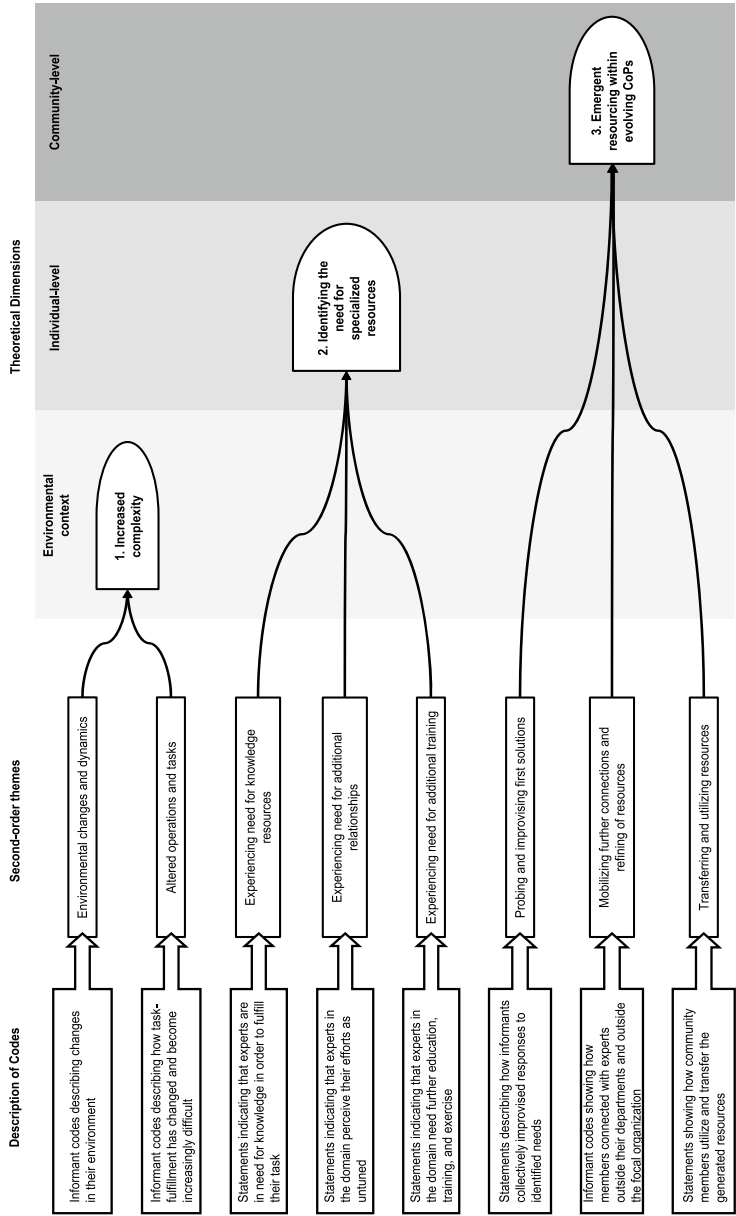 Description of Codes
Second-order themes
Theoretical Dimensions
Environmental
context
Individual-level
Community-level
Informant codes describing changes
in their environment
Environmental changes and dynamics
Informant codes describing how task-
fulfillment has changed and become
increasingly difficult
Altered operations and tasks
1. Increased
complexity
Statements indicating that experts are
in need for knowledge in order to fulfill
their task
Experiencing need for knowledge
resources
Statements indicating that experts in
the domain perceive their efforts as
untuned
Experiencing need for additional
relationships
Statements indicating that experts in
the domain need further education,
training, and exercise
Experiencing need for additional training
2. Identifying the
need for
specialized
resources
Statements describing how informants
collectively improvised responses to
identified needs
Probing and improvising first solutions
Informant codes showing how
members connected with experts
outside their departments and outside
the focal organization
Mobilizing further connections and
refining of resources
Statements showing how community
members utilize and transfer the
generated resources
Transferring and utilizing resources
3. Emergent
resourcing within
evolving CoPs